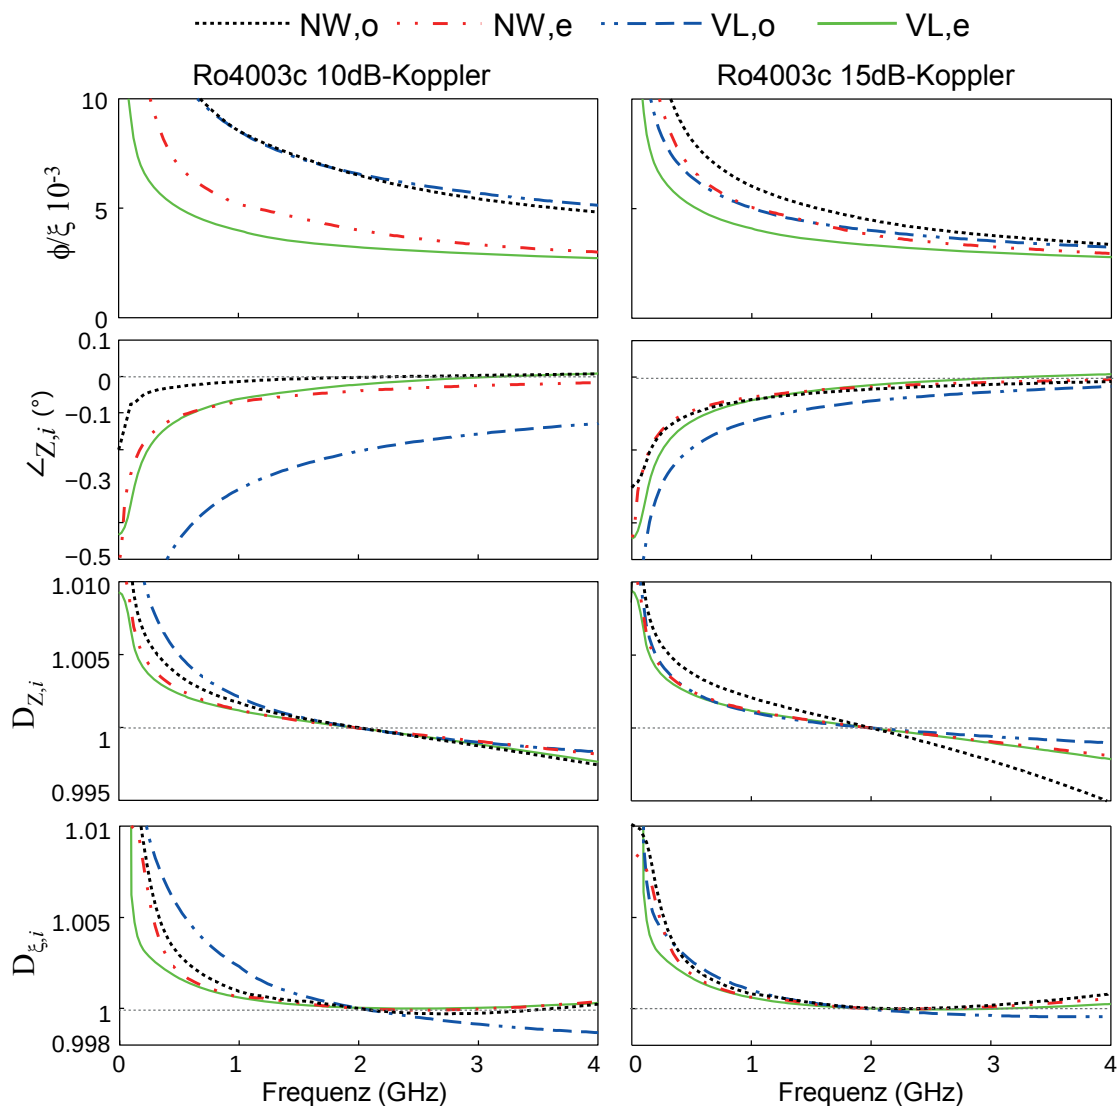 NW,o NW,e VL,o VL,e
Ro4003c 10dB-Koppler Ro4003c 15dB-Koppler
ϕ/ξ 10⁻³
10
5
0
∠Z,i (°)
0.1
0
−0.1
−0.3
−0.5
D Z,i
1.010
1.005
1
0.995
D ξ,i
1.01
1.005
1
0.998
0 1 2 3 4 0 1 2 3 4
Frequenz (GHz) Frequenz (GHz)